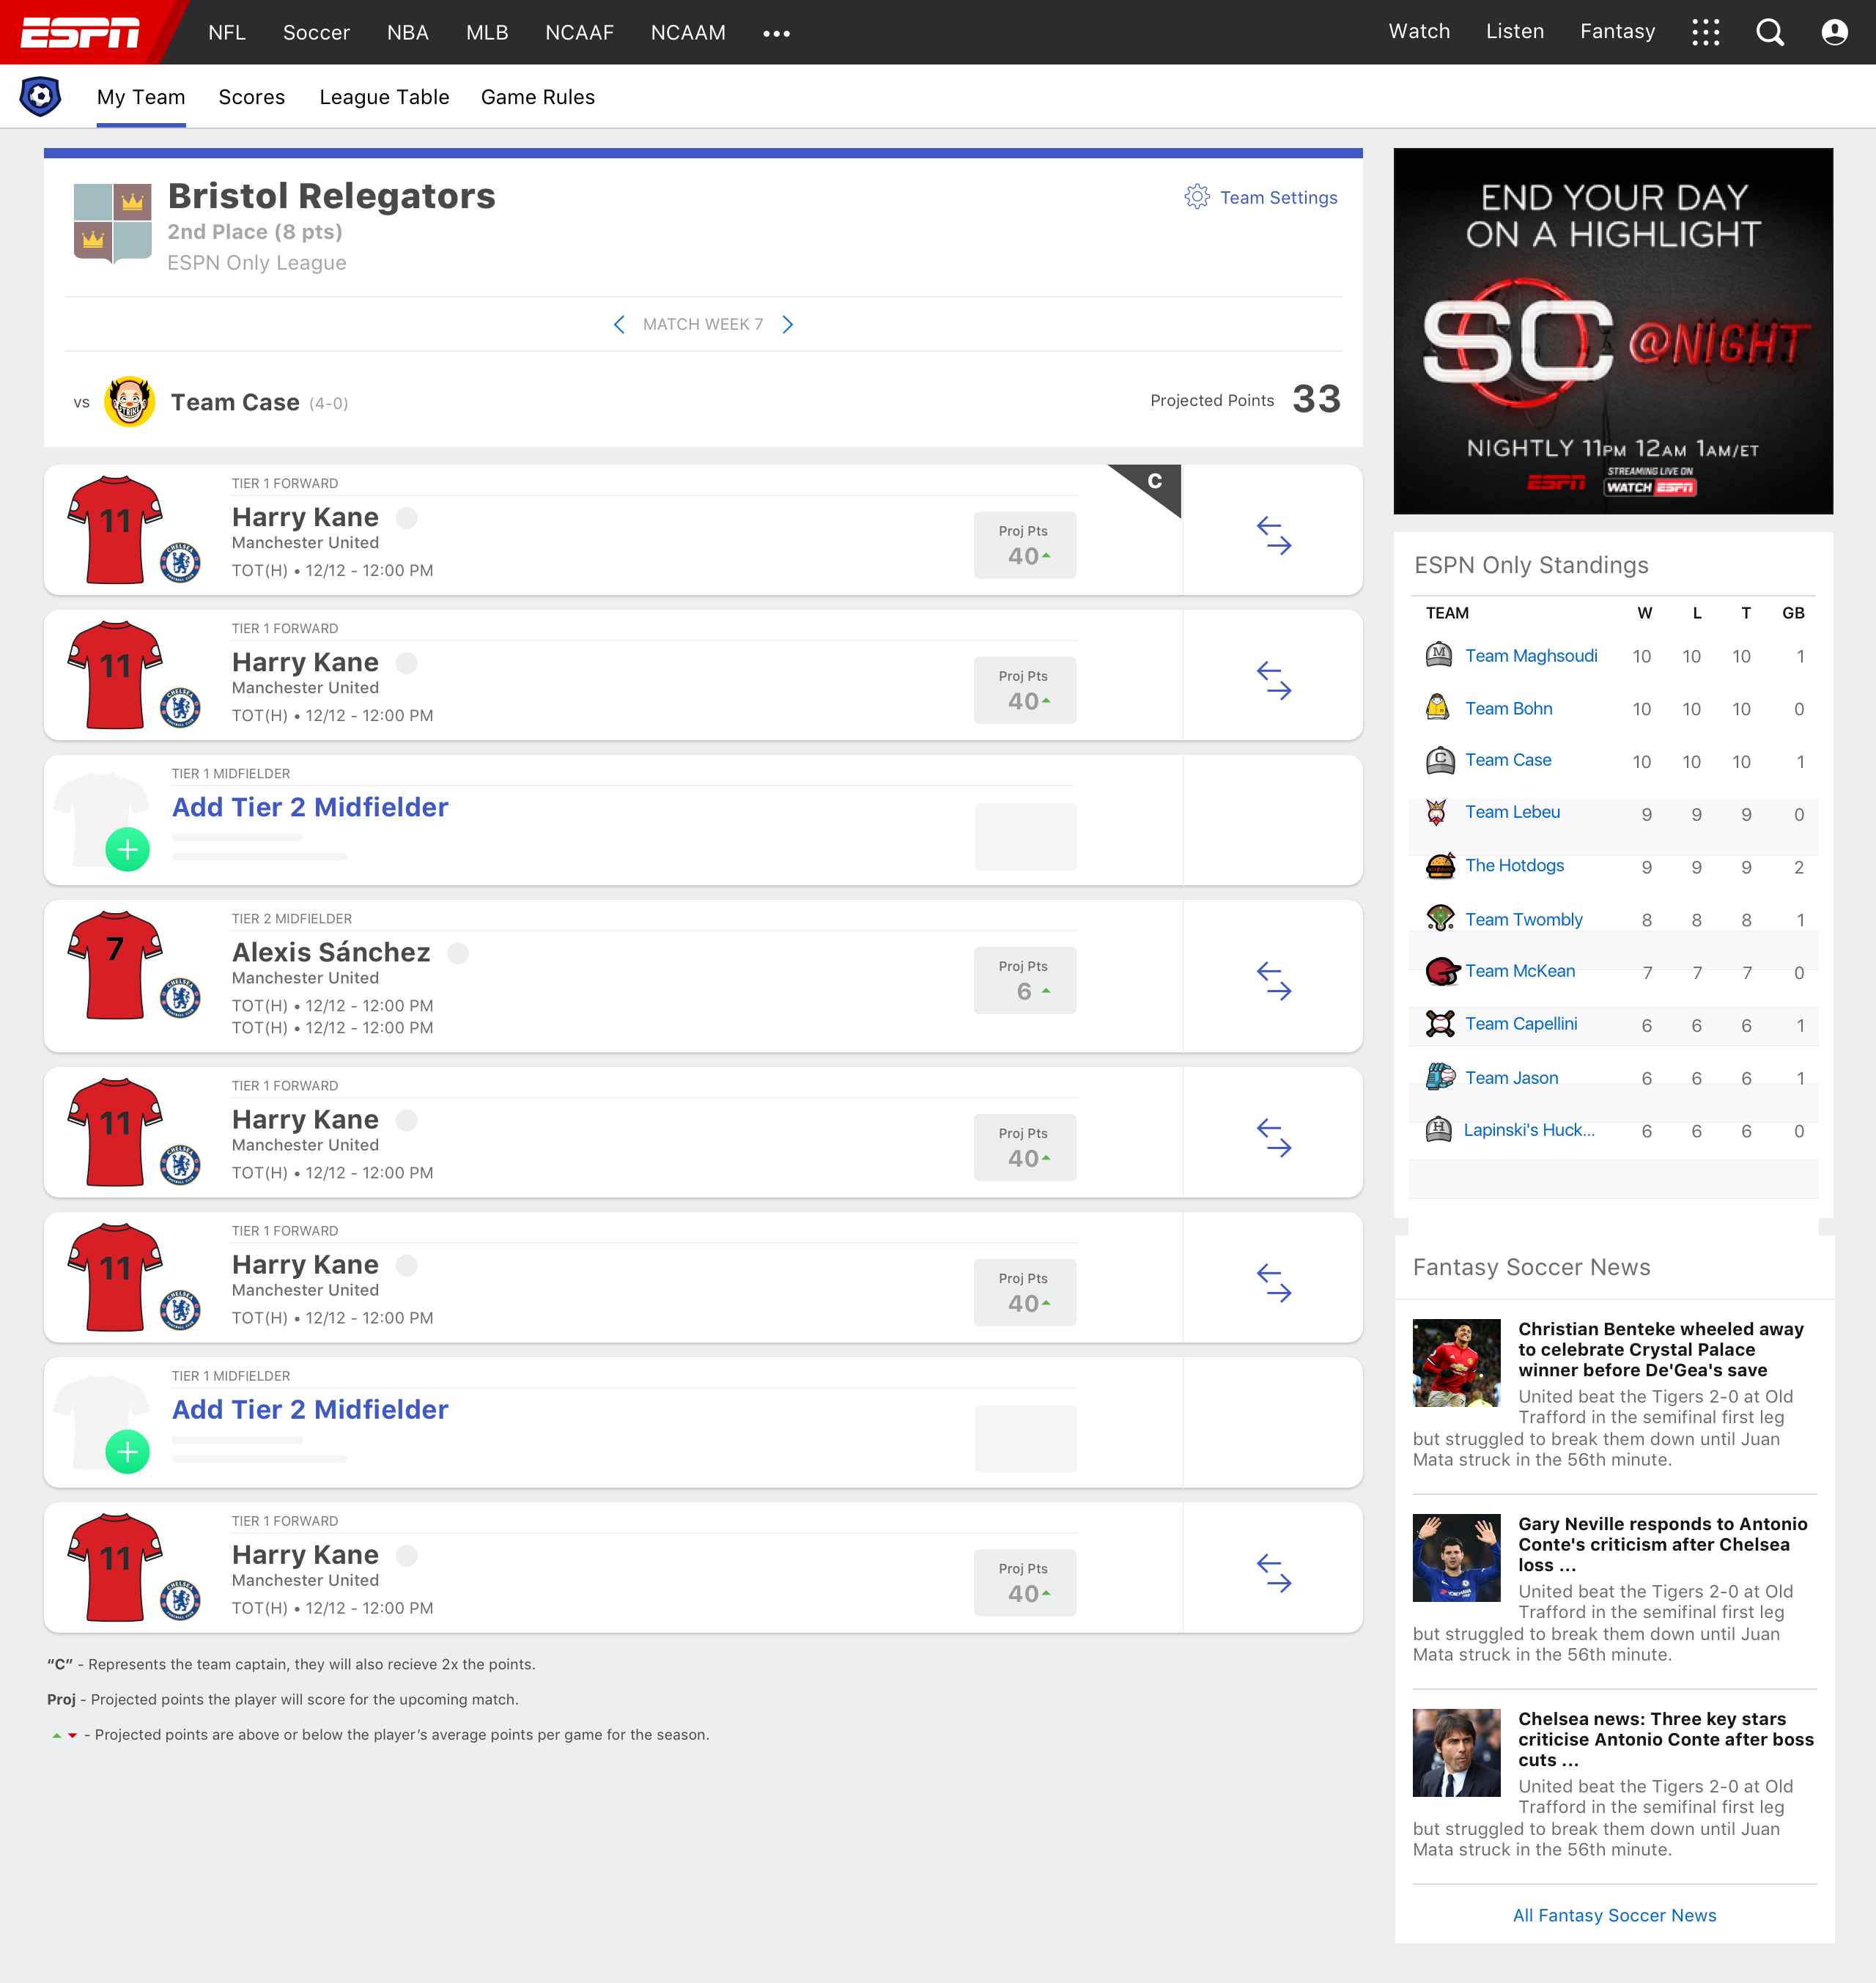 ESPN
NFL Soccer NBA MLB NCAAF NCAAM
Watch Listen Fantasy
My Team Scores League Table Game Rules
Bristol Relegators
2nd Place (8 pts)
ESPN Only League
Team Settings
MATCH WEEK 7
vs Team Case (4-0)
Projected Points 33
TIER 1 FORWARD
C
11
Harry Kane
Manchester United
TOT(H) • 12/12 - 12:00 PM
Proj Pts
40
TIER 1 FORWARD
11
Harry Kane
Manchester United
TOT(H) • 12/12 - 12:00 PM
Proj Pts
40
TIER 1 MIDFIELDER
Add Tier 2 Midfielder
TIER 2 MIDFIELDER
7
Alexis Sánchez
Manchester United
TOT(H) • 12/12 - 12:00 PM
TOT(H) • 12/12 - 12:00 PM
Proj Pts
6
TIER 1 FORWARD
11
Harry Kane
Manchester United
TOT(H) • 12/12 - 12:00 PM
Proj Pts
40
TIER 1 FORWARD
11
Harry Kane
Manchester United
TOT(H) • 12/12 - 12:00 PM
Proj Pts
40
TIER 1 MIDFIELDER
Add Tier 2 Midfielder
TIER 1 FORWARD
11
Harry Kane
Manchester United
TOT(H) • 12/12 - 12:00 PM
Proj Pts
40
“C” - Represents the team captain, they will also recieve 2x the points.
Proj - Projected points the player will score for the upcoming match.
- Projected points are above or below the player’s average points per game for the season.
END YOUR DAY
ON A HIGHLIGHT
SC @NIGHT
NIGHTLY 11PM 12AM 1AM/ET
ESPN STREAMING LIVE ON
WATCH ESPN
ESPN Only Standings
TEAM W L T GB
M Team Maghsoudi 10 10 10 1
Team Bohn 10 10 10 0
C Team Case 10 10 10 1
Team Lebeu 9 9 9 0
The Hotdogs 9 9 9 2
Team Twombly 8 8 8 1
Team McKean 7 7 7 0
Team Capellini 6 6 6 1
Team Jason 6 6 6 1
H Lapinski's Huck... 6 6 6 0
Fantasy Soccer News
Christian Benteke wheeled away
to celebrate Crystal Palace
winner before De'Gea's save
United beat the Tigers 2-0 at Old
Trafford in the semifinal first leg
but struggled to break them down until Juan
Mata struck in the 56th minute.
Gary Neville responds to Antonio
Conte's criticism after Chelsea
loss ...
United beat the Tigers 2-0 at Old
Trafford in the semifinal first leg
but struggled to break them down until Juan
Mata struck in the 56th minute.
Chelsea news: Three key stars
criticise Antonio Conte after boss
cuts ...
United beat the Tigers 2-0 at Old
Trafford in the semifinal first leg
but struggled to break them down until Juan
Mata struck in the 56th minute.
All Fantasy Soccer News